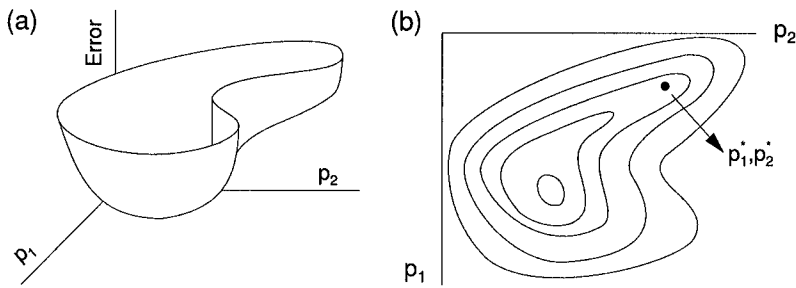 (a)
Error
p₂
p₁
(b)
p₂
p₁*,p₂*
p₁